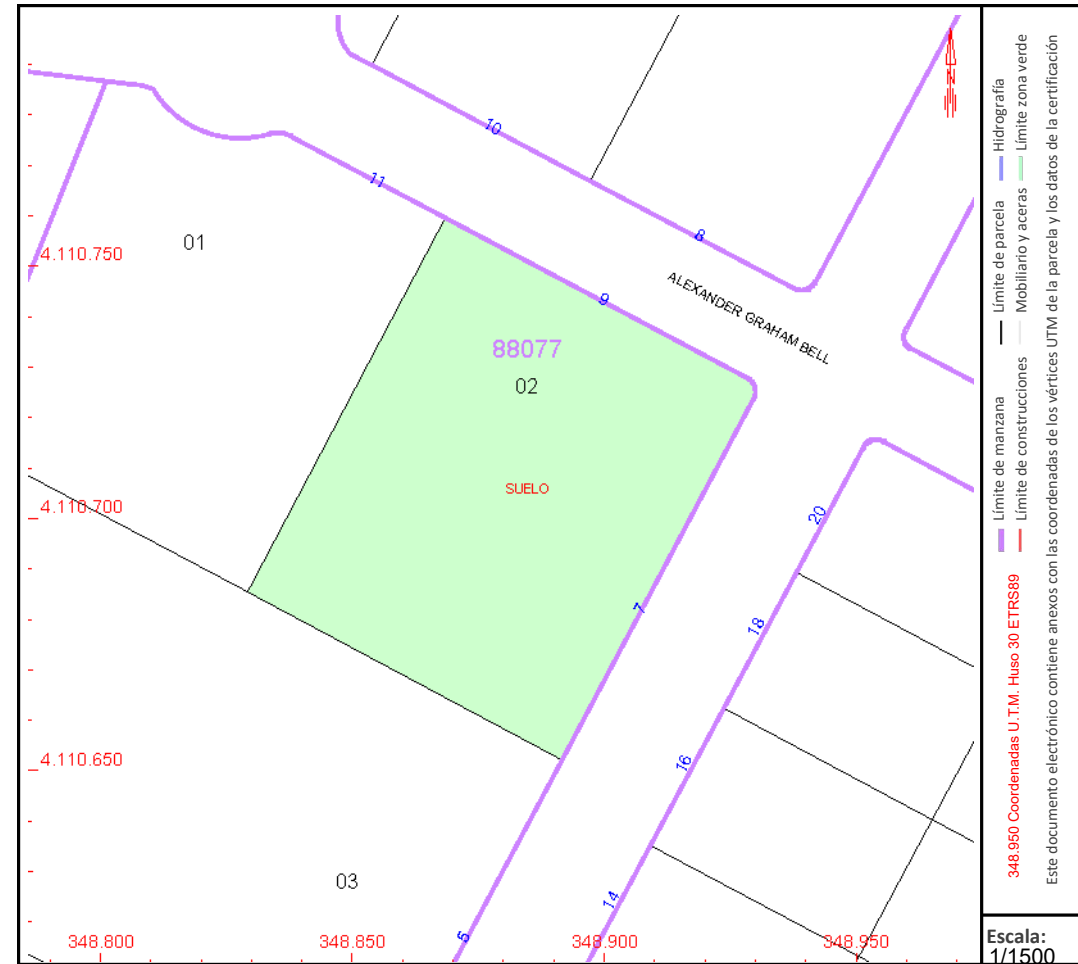 10
11
01
4.110.750
8
9
ALEXANDER GRAHAM BELL
88077
02
SUELO
4.110.700
20
7
18
4.110.650
16
03
14
348.800
348.850
348.900
348.950
N
Límite de manzana
Límite de parcela
Hidrografía
Límite de construcciones
Mobiliario y aceras
Límite zona verde
348.950 Coordenadas U.T.M. Huso 30 ETRS89
Este documento electrónico contiene anexos con las coordenadas de los vértices UTM de la parcela y los datos de la certificación
Escala:
1/1500